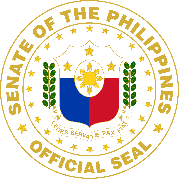 SENATE OF THE PHILIPPINES
OFFICIAL SEAL